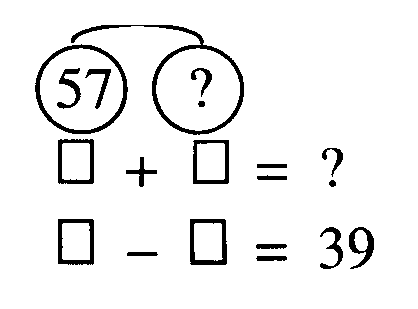 57 ?
□ + □ = ?
□ − □ = 39